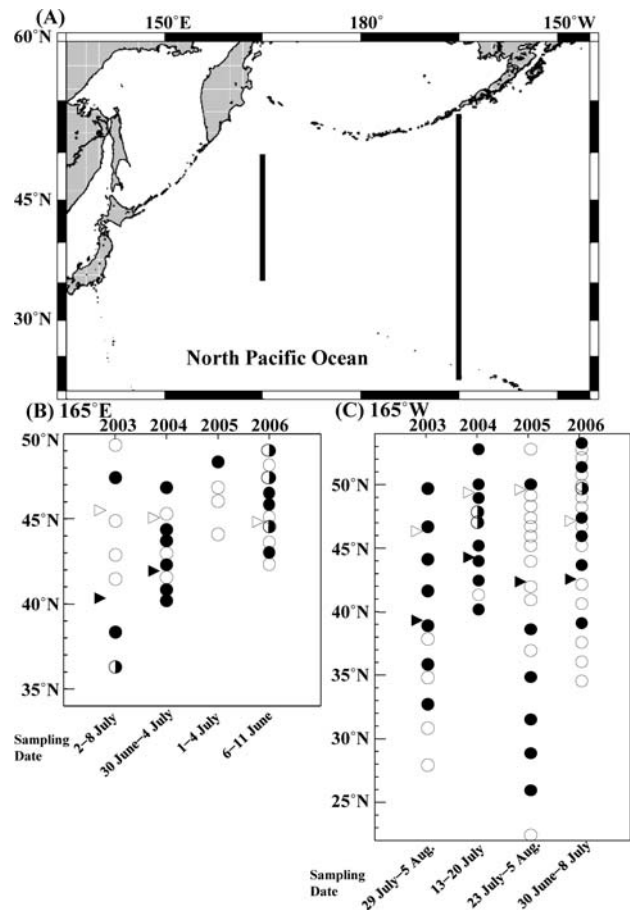 (A)
150˚E 180˚ 150˚W
60˚N
45˚N
30˚N
North Pacific Ocean
(B) 165˚E
2003 2004 2005 2006
50˚N
45˚N
40˚N
35˚N
Sampling
Date
2–8 July
30 June–4 July
1–4 July
6–11 June
(C) 165˚W
2003 2004 2005 2006
50˚N
45˚N
40˚N
35˚N
30˚N
25˚N
Sampling
Date
29 July–5 Aug.
13–20 July
23 July–5 Aug.
30 June–8 July